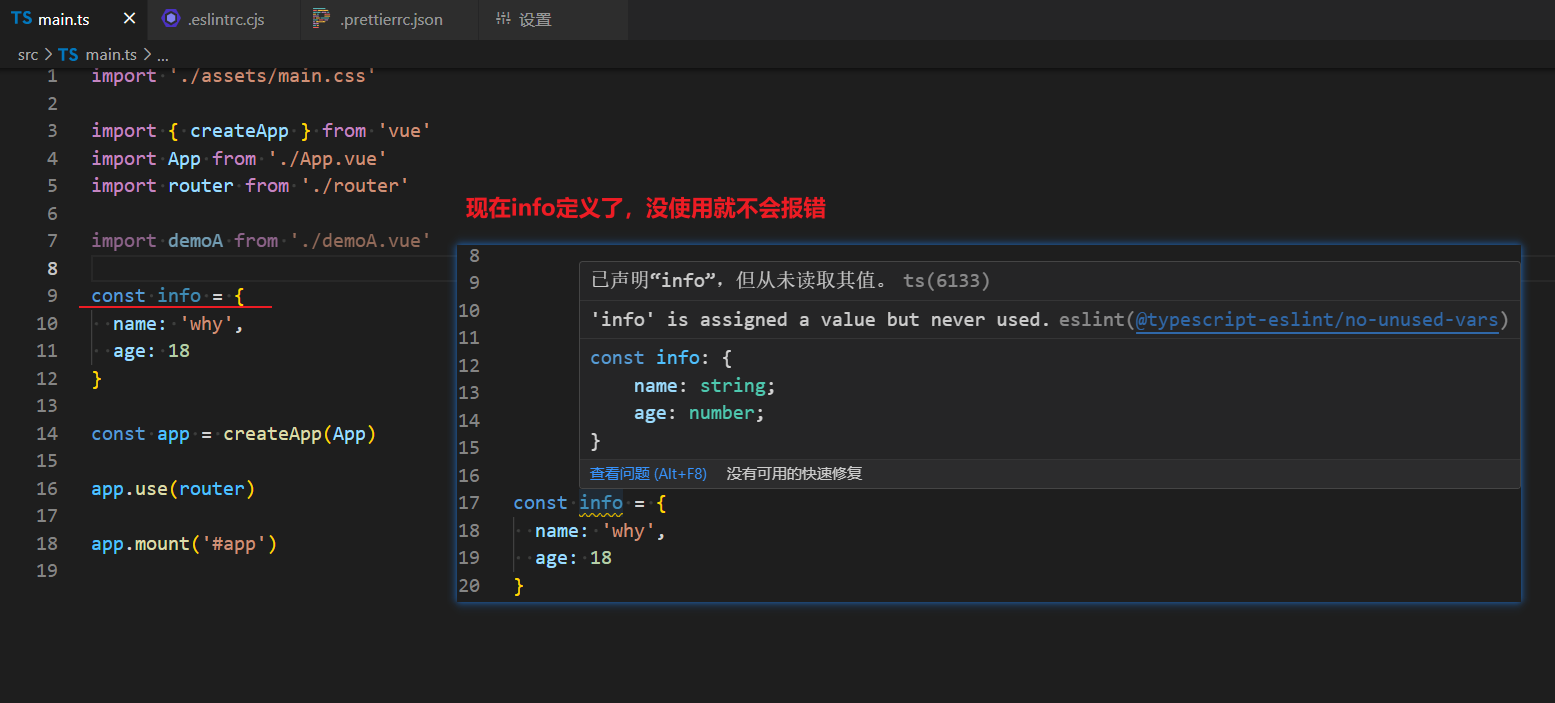 TS main.ts × .eslintrc.cjs .prettierrc.json 设置
src > TS main.ts > ...
1 import './assets/main.css'
2
3 import { createApp } from 'vue'
4 import App from './App.vue'
5 import router from './router'
6
7 import demoA from './demoA.vue'
8
9 const info = {
10 name: 'why',
11 age: 18
12 }
13
14 const app = createApp(App)
15
16 app.use(router)
17
18 app.mount('#app')
19
现在info定义了，没使用就不会报错
8
9 已声明“info”，但从未读取其值。 ts(6133)
10
11 'info' is assigned a value but never used. eslint(@typescript-eslint/no-unused-vars)
12 const info: {
13 name: string;
14 age: number;
15 }
16 查看问题 (Alt+F8) 没有可用的快速修复
17 const info = {
18 name: 'why',
19 age: 18
20 }